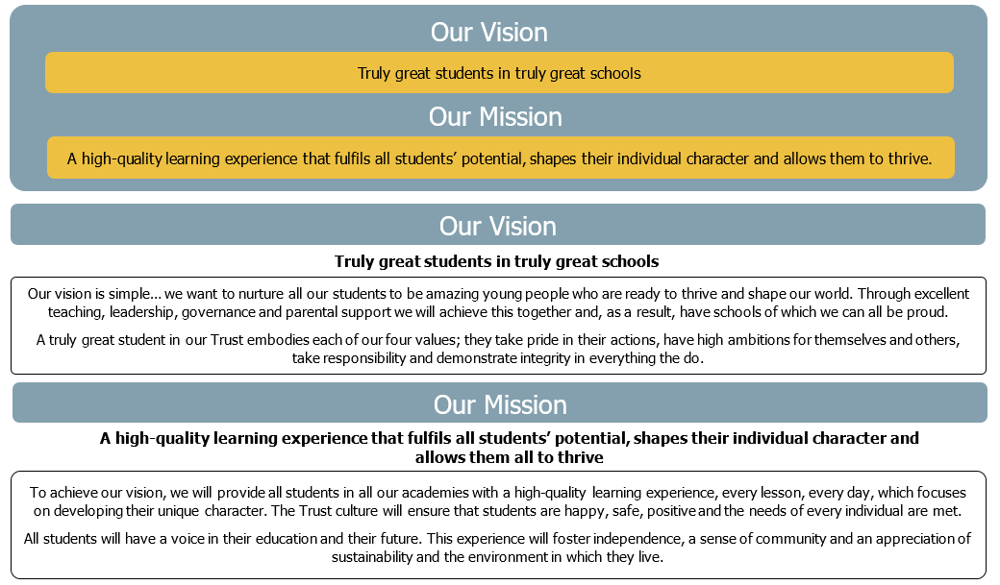 Our Vision
Truly great students in truly great schools
Our Mission
A high-quality learning experience that fulfils all students’ potential, shapes their individual character and allows them to thrive.
Our Vision
Truly great students in truly great schools
Our vision is simple... we want to nurture all our students to be amazing young people who are ready to thrive and shape our world. Through excellent
teaching, leadership, governance and parental support we will achieve this together and, as a result, have schools of which we can all be proud.
A truly great student in our Trust embodies each of our four values; they take pride in their actions, have high ambitions for themselves and others,
take responsibility and demonstrate integrity in everything the do.
Our Mission
A high-quality learning experience that fulfils all students’ potential, shapes their individual character and
allows them all to thrive
To achieve our vision, we will provide all students in all our academies with a high-quality learning experience, every lesson, every day, which focuses
on developing their unique character. The Trust culture will ensure that students are happy, safe, positive and the needs of every individual are met.
All students will have a voice in their education and their future. This experience will foster independence, a sense of community and an appreciation of
sustainability and the environment in which they live.